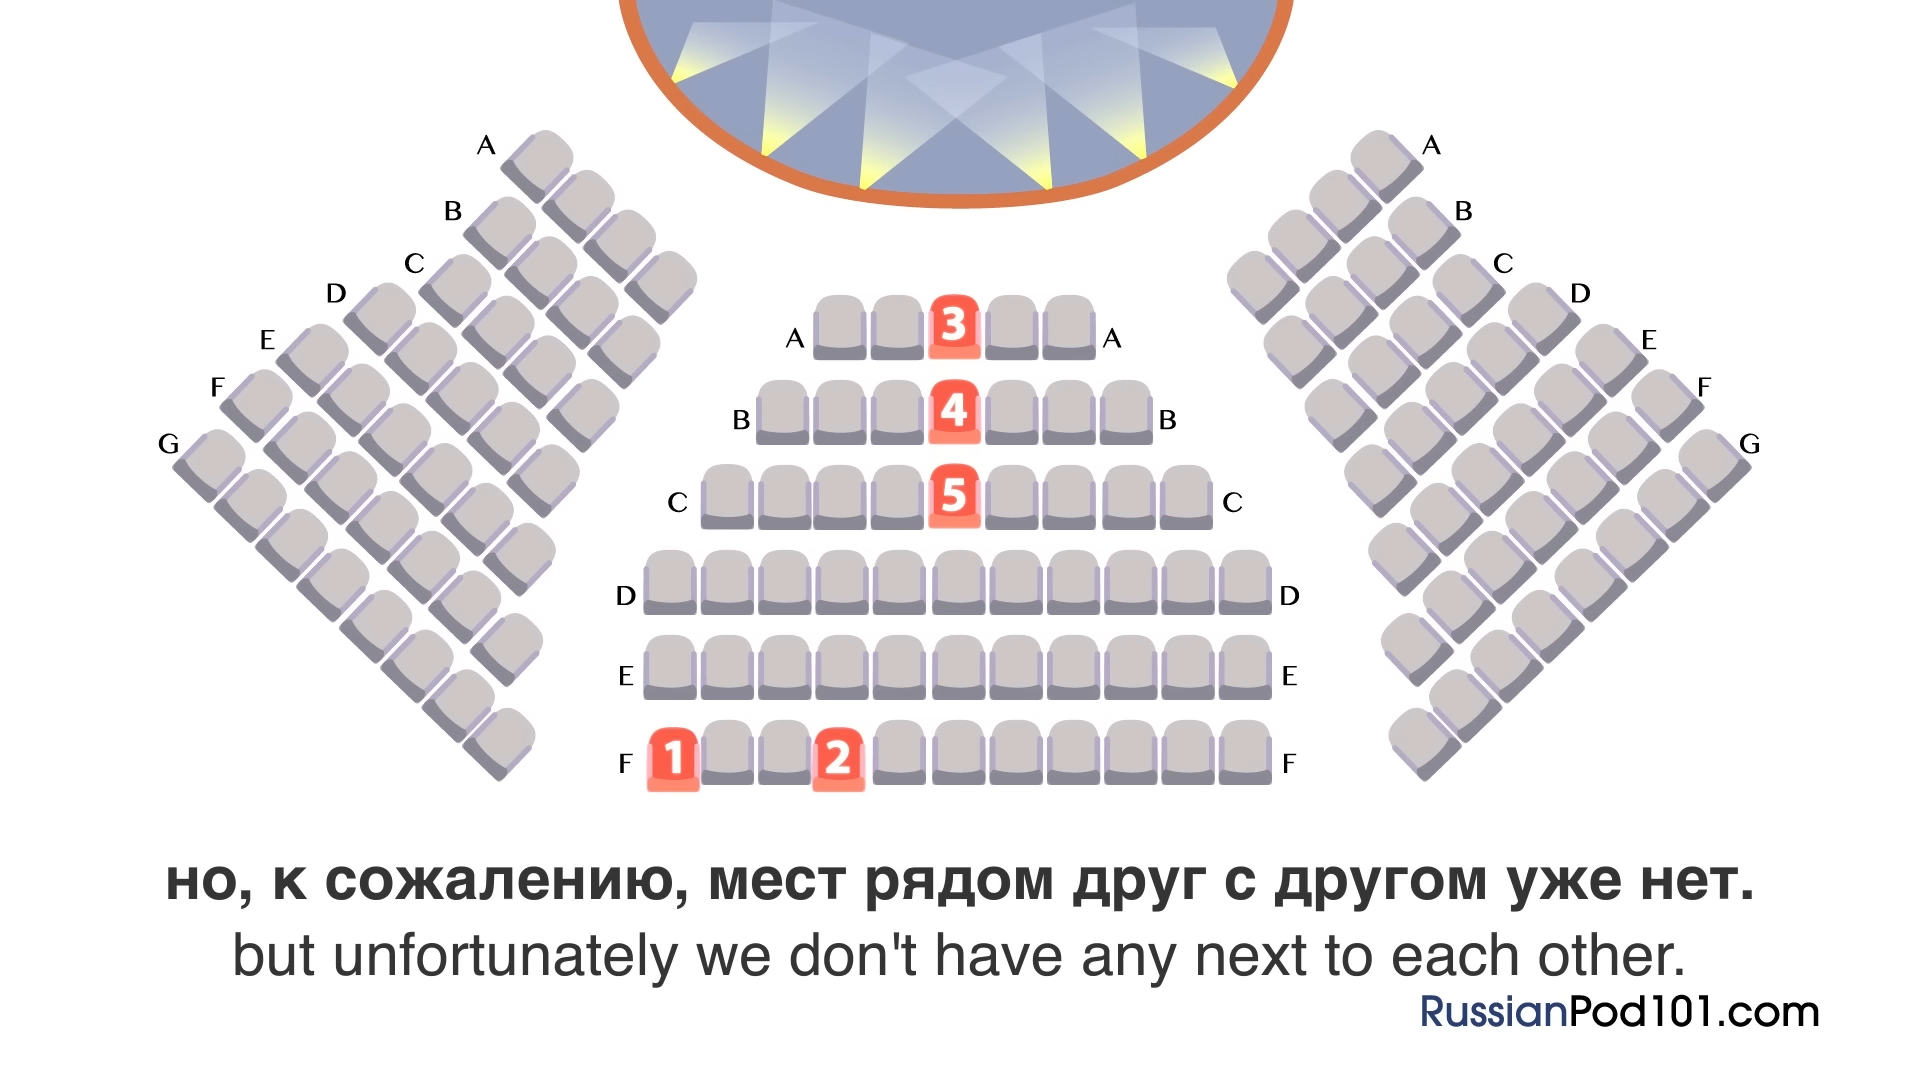 A
A
B
B
C
C
D
D
E
E
F
F
G
G
A 3 A
B 4 B
C 5 C
D D
E E
F 1 2 F
но, к сожалению, мест рядом друг с другом уже нет.
but unfortunately we don't have any next to each other.
RussianPod101.com